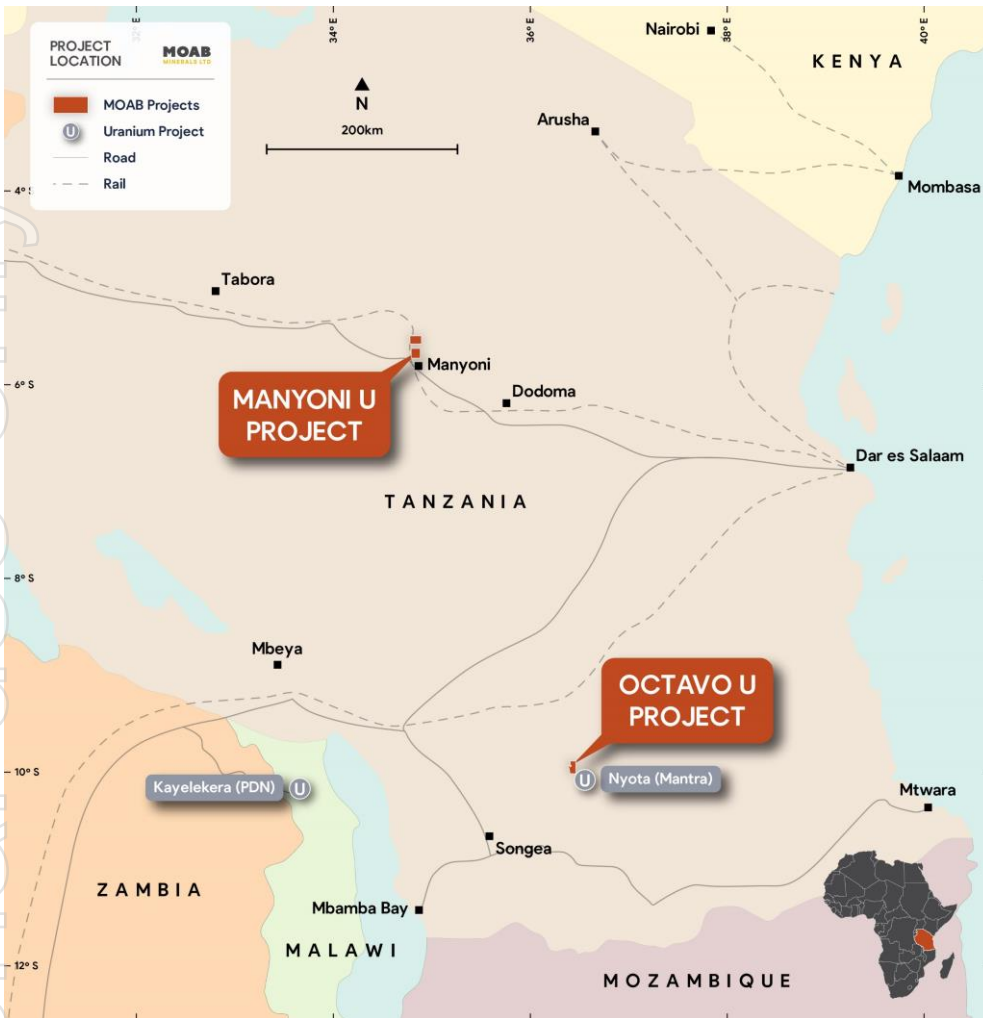 32° E
34° E
36° E
38° E
40° E
PROJECT
LOCATION
MOAB
MINERALS LTD
MOAB Projects
U
Uranium Project
Road
Rail
N
200km
Nairobi
KENYA
Arusha
4° S
Mombasa
Tabora
Manyoni
6° S
MANYONI U
PROJECT
Dodoma
Dar es Salaam
TANZANIA
8° S
Mbeya
OCTAVO U
PROJECT
10° S
Kayelekera (PDN)
U
U
Nyota (Mantra)
Mtwara
Songea
ZAMBIA
Mbamba Bay
MALAWI
MOZAMBIQUE
12° S